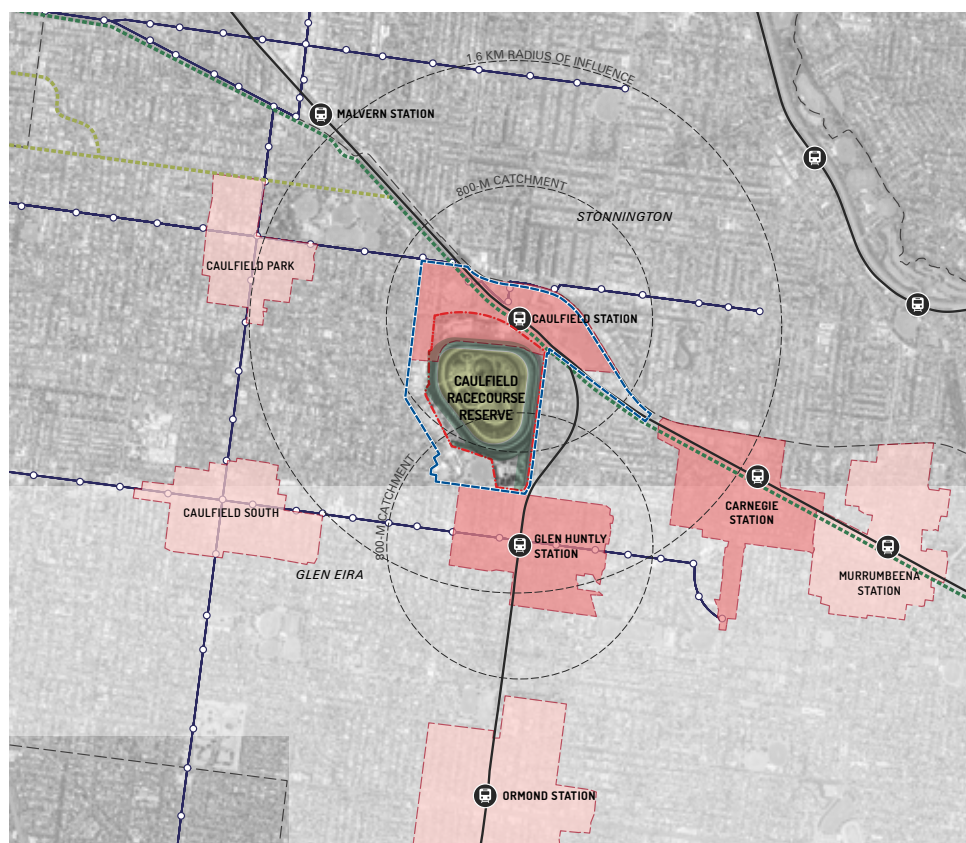 1.6 KM RADIUS OF INFLUENCE
MALVERN STATION
800-M CATCHMENT
STONNINGTON
CAULFIELD PARK
CAULFIELD STATION
CAULFIELD
RACECOURSE
RESERVE
800-M CATCHMENT
CARNEGIE
STATION
CAULFIELD SOUTH
GLEN HUNTLY
STATION
GLEN EIRA
MURRUMBEENA
STATION
ORMOND STATION